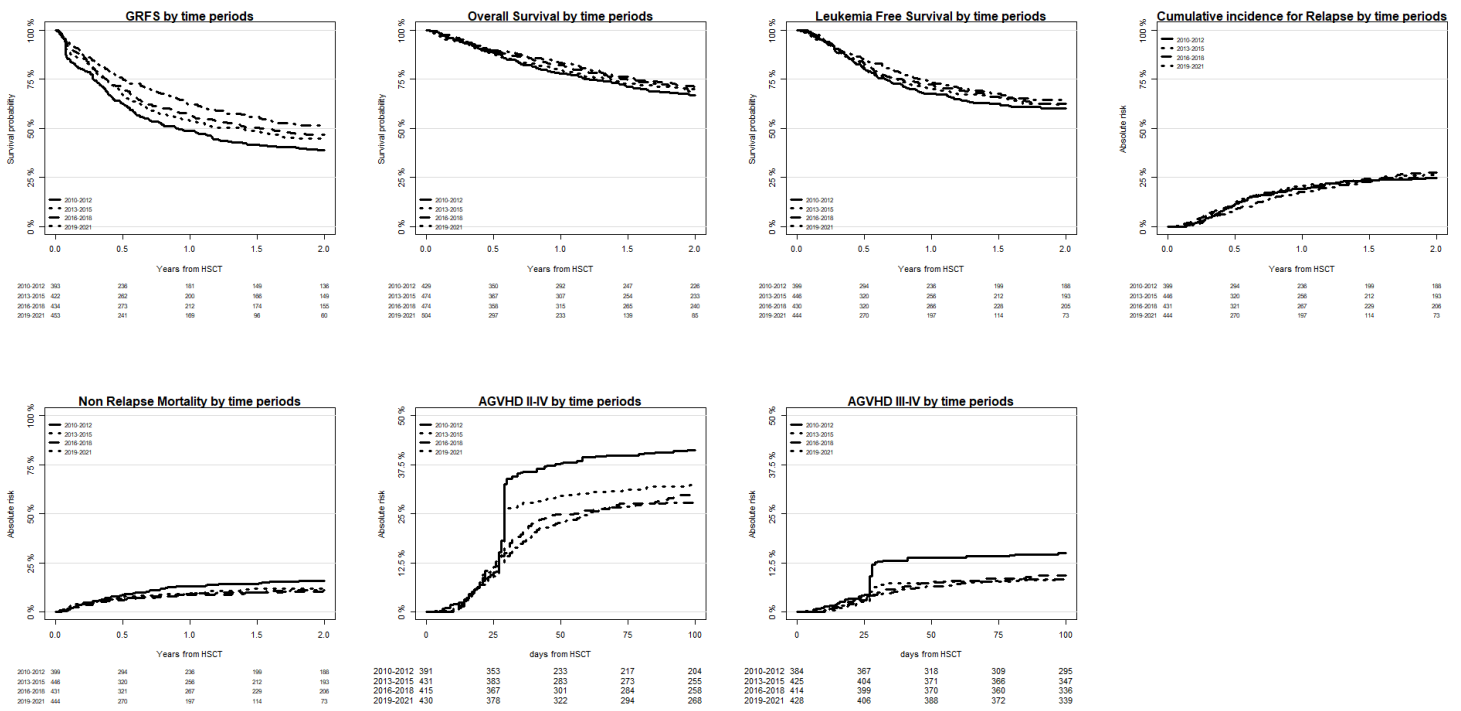 GRFS by time periods
Survival probability
100 %
75 %
50 %
25 %
0 %
2010-2012
2013-2015
2016-2018
2019-2021
0.0 0.5 1.0 1.5 2.0
Years from HSCT
2010-2012 393 236 181 149 136
2013-2015 422 262 200 166 149
2016-2018 434 273 212 174 155
2019-2021 453 241 169 96 60
Overall Survival by time periods
Survival probability
100 %
75 %
50 %
25 %
0 %
2010-2012
2013-2015
2016-2018
2019-2021
0.0 0.5 1.0 1.5 2.0
Years from HSCT
2010-2012 429 350 292 247 226
2013-2015 474 367 307 254 233
2016-2018 474 358 315 265 240
2019-2021 504 297 233 139 85
Leukemia Free Survival by time periods
Survival probability
100 %
75 %
50 %
25 %
0 %
2010-2012
2013-2015
2016-2018
2019-2021
0.0 0.5 1.0 1.5 2.0
Years from HSCT
2010-2012 399 294 236 199 188
2013-2015 446 320 256 212 193
2016-2018 430 320 266 228 205
2019-2021 444 270 197 114 73
Cumulative incidence for Relapse by time periods
Absolute risk
100 %
75 %
50 %
25 %
0 %
2010-2012
2013-2015
2016-2018
2019-2021
0.0 0.5 1.0 1.5 2.0
Years from HSCT
2010-2012 399 294 236 199 188
2013-2015 446 320 256 212 193
2016-2018 431 321 267 229 206
2019-2021 444 270 197 114 73
Non Relapse Mortality by time periods
Absolute risk
100 %
75 %
50 %
25 %
0 %
2010-2012
2013-2015
2016-2018
2019-2021
0.0 0.5 1.0 1.5 2.0
Years from HSCT
2010-2012 399 294 236 199 188
2013-2015 446 320 256 212 193
2016-2018 431 321 267 229 206
2019-2021 444 270 197 114 73
AGVHD II-IV by time periods
Absolute risk
50 %
37.5 %
25 %
12.5 %
0 %
2010-2012
2013-2015
2016-2018
2019-2021
0 25 50 75 100
days from HSCT
2010-2012 391 353 233 217 204
2013-2015 431 383 283 273 255
2016-2018 415 367 301 284 258
2019-2021 430 378 322 294 268
AGVHD III-IV by time periods
Absolute risk
50 %
37.5 %
25 %
12.5 %
0 %
2010-2012
2013-2015
2016-2018
2019-2021
0 25 50 75 100
days from HSCT
2010-2012 384 367 318 309 295
2013-2015 425 404 371 366 347
2016-2018 414 399 370 360 336
2019-2021 428 406 388 372 339